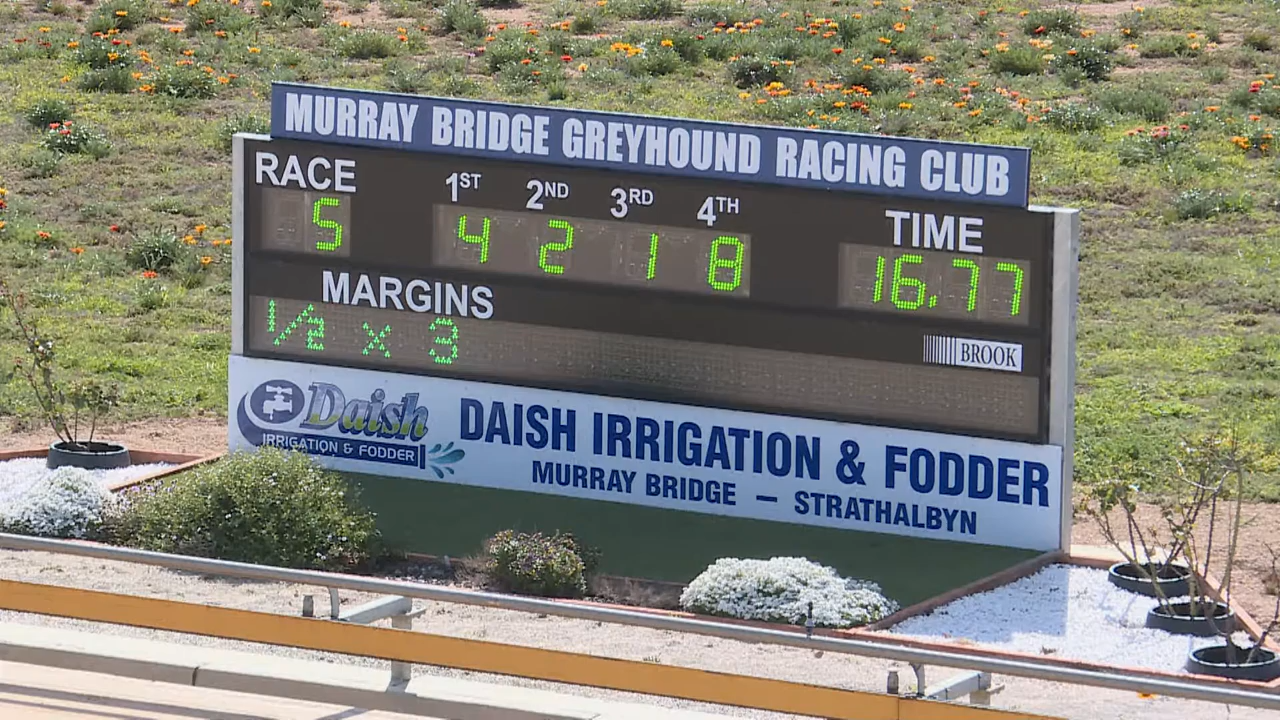 MURRAY BRIDGE GREYHOUND RACING CLUB
RACE 1ST 2ND 3RD 4TH TIME
5 4 2 1 8 16.77
MARGINS
1/2 X 3
BROOK
Daish
IRRIGATION & FODDER
DAISH IRRIGATION & FODDER
MURRAY BRIDGE – STRATHALBYN